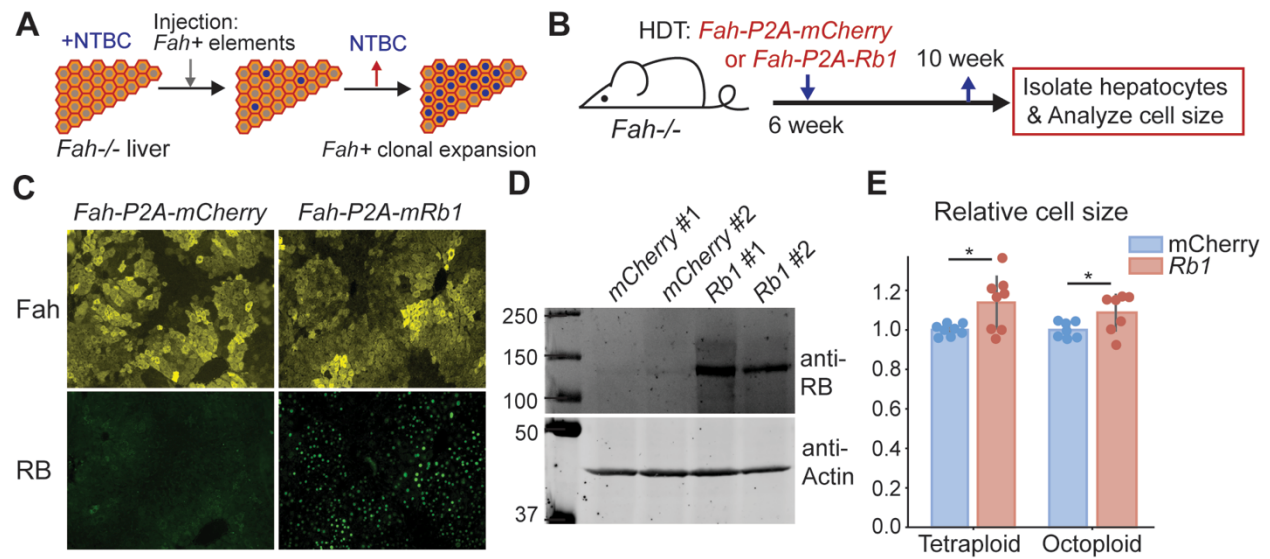 A
+NTBC
Injection:
Fah+ elements
NTBC
Fah-/- liver
Fah+ clonal expansion
B
HDT: Fah-P2A-mCherry
or Fah-P2A-Rb1
10 week
6 week
Fah-/-
Isolate hepatocytes
& Analyze cell size
C
Fah-P2A-mCherry
Fah-P2A-mRb1
Fah
RB
D
mCherry #1
mCherry #2
Rb1 #1
Rb1 #2
250
150
100
50
37
anti-
RB
anti-
Actin
E
Relative cell size
mCherry
Rb1
*
*
1.2
1.0
0.8
0.6
0.4
0.2
0.0
Tetraploid
Octoploid